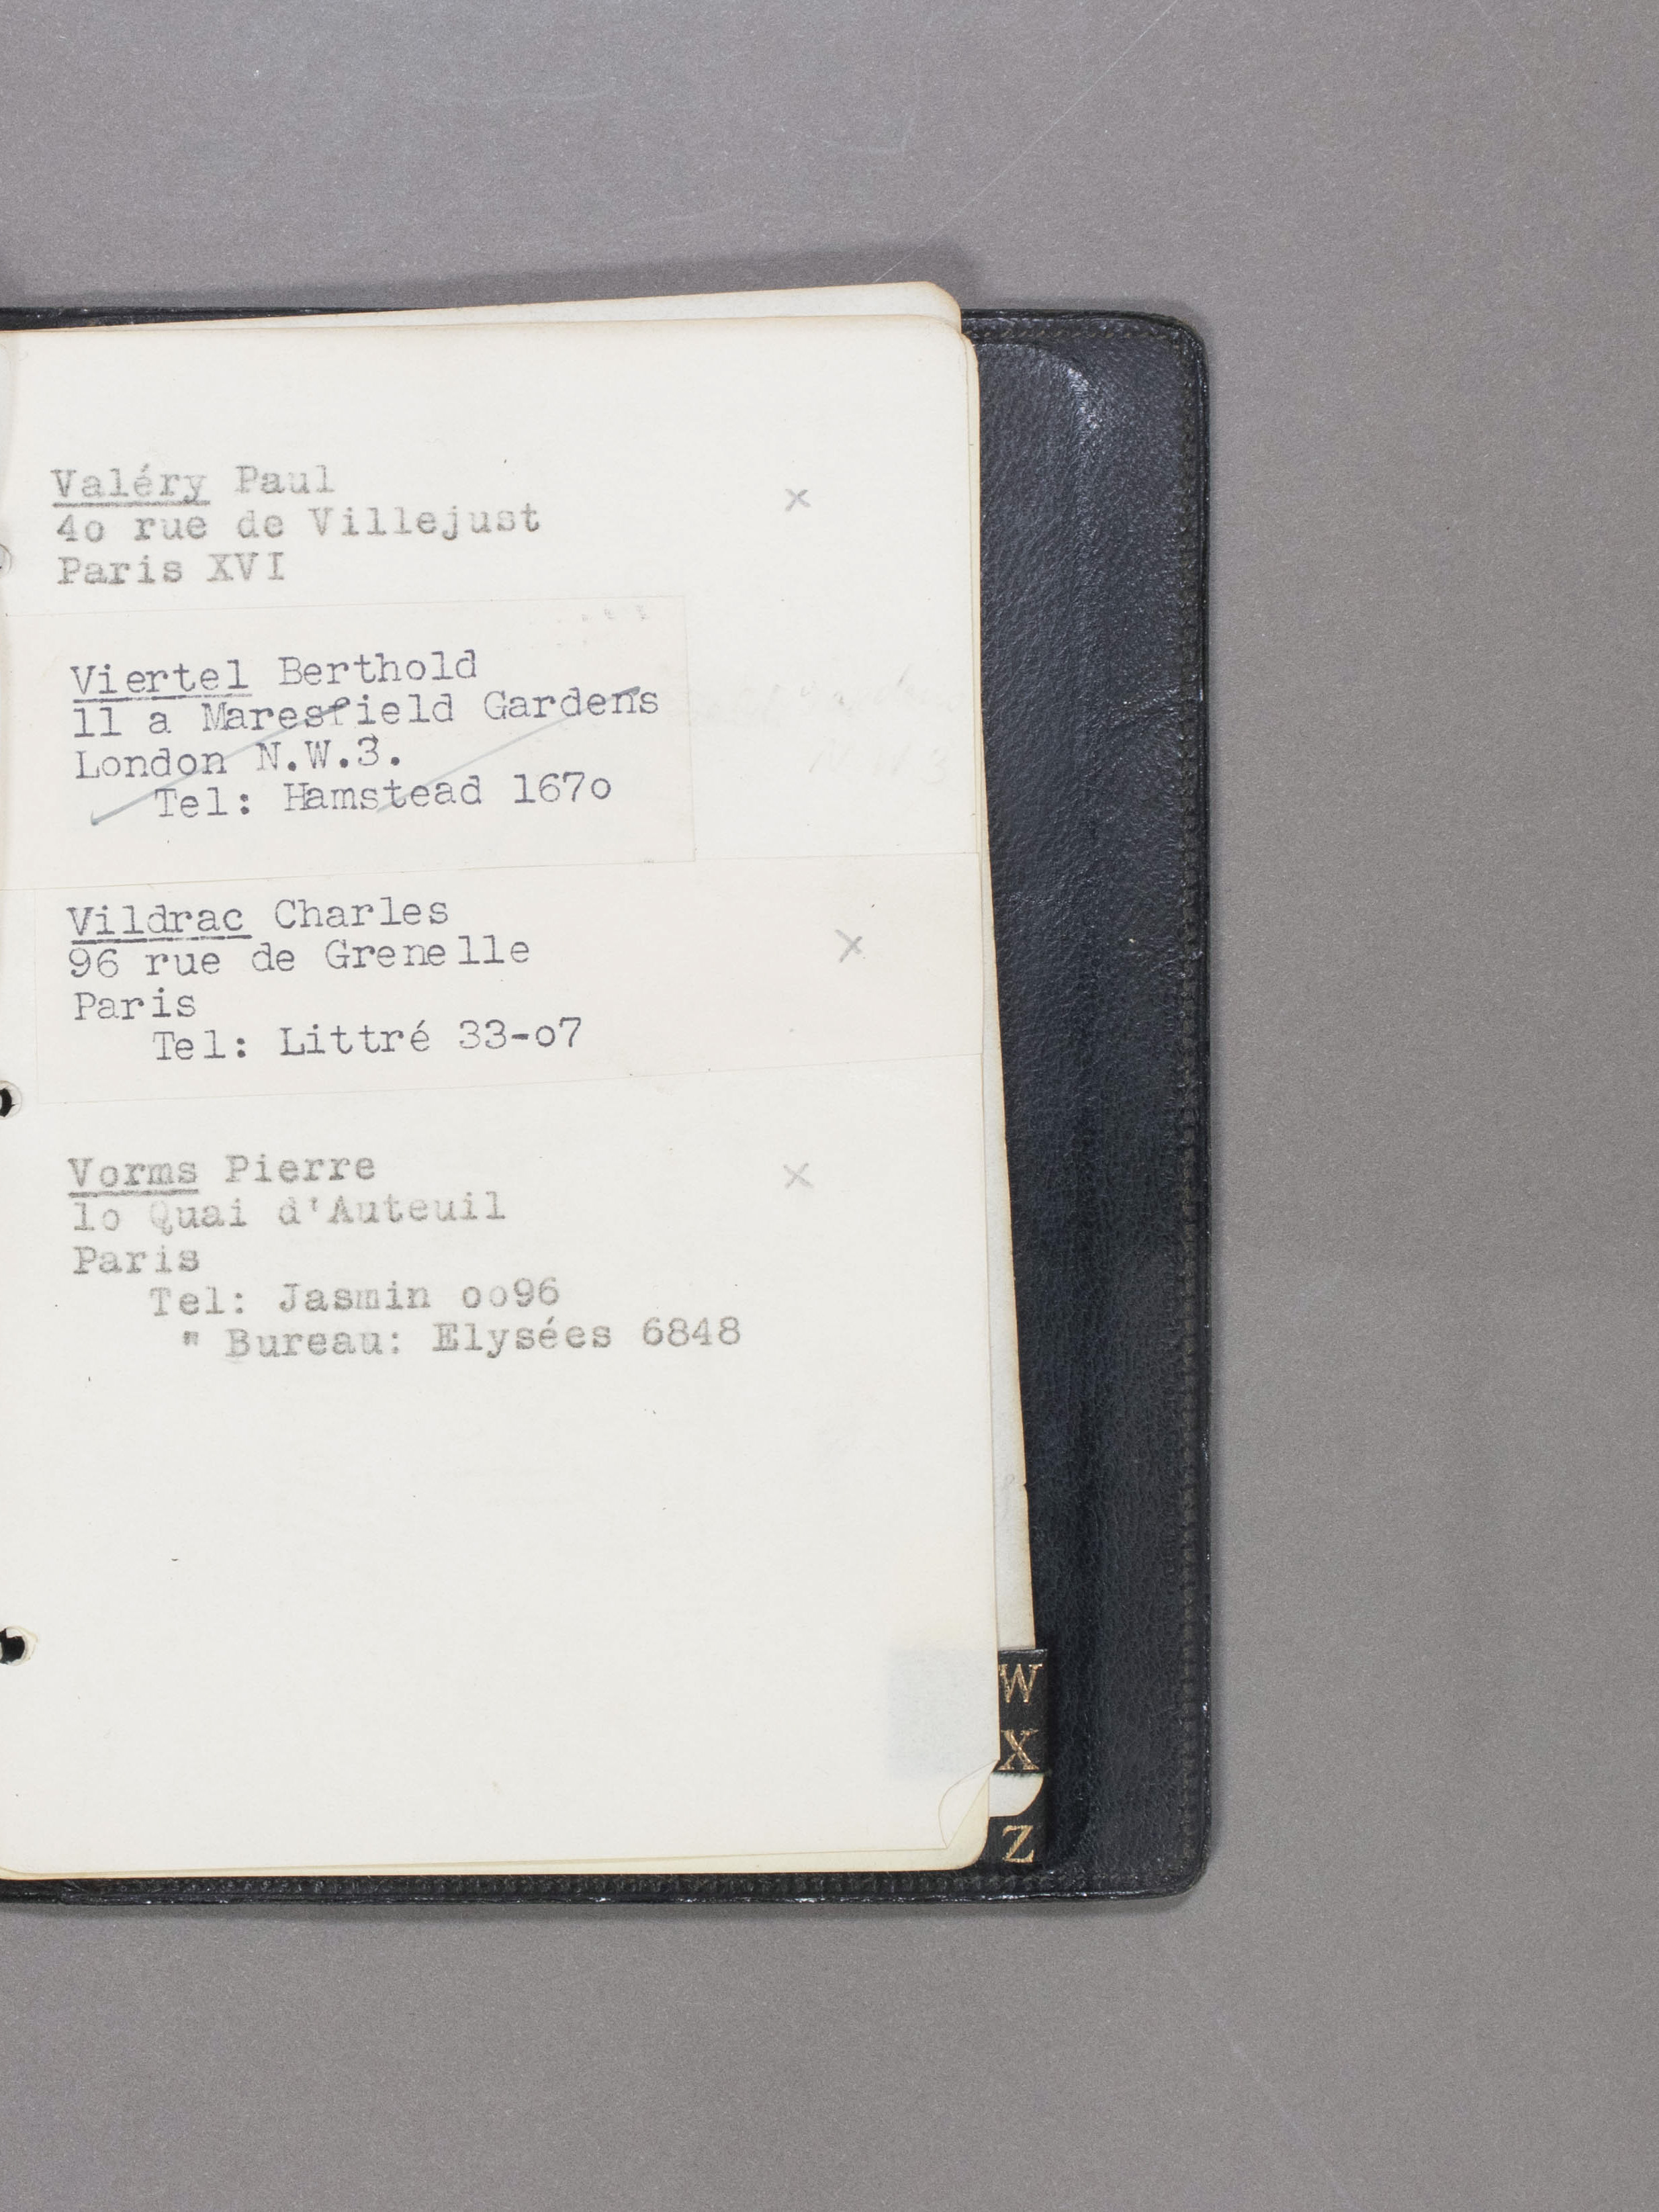 Valéry Paul
4o rue de Villejust
Paris XVI
x
Viertel Berthold
11 a Maresfield Gardens
London N.W.3.
Tel: Hamstead 167o
N W 3
Vildrac Charles
96 rue de Grenelle
Paris
Tel: Littré 33-o7
x
Vorms Pierre
lo Quai d'Auteuil
Paris
Tel: Jasmin oo96
" Bureau: Elysées 6848
x
W
X
Z